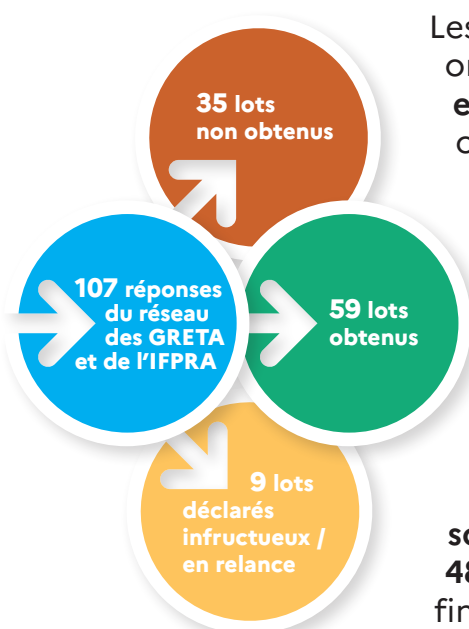 35 lots
non obtenus
107 réponses
du réseau
des GRETA
et de l'IFPRA
59 lots
obtenus
9 lots
déclarés
infructueux /
en relance
Les